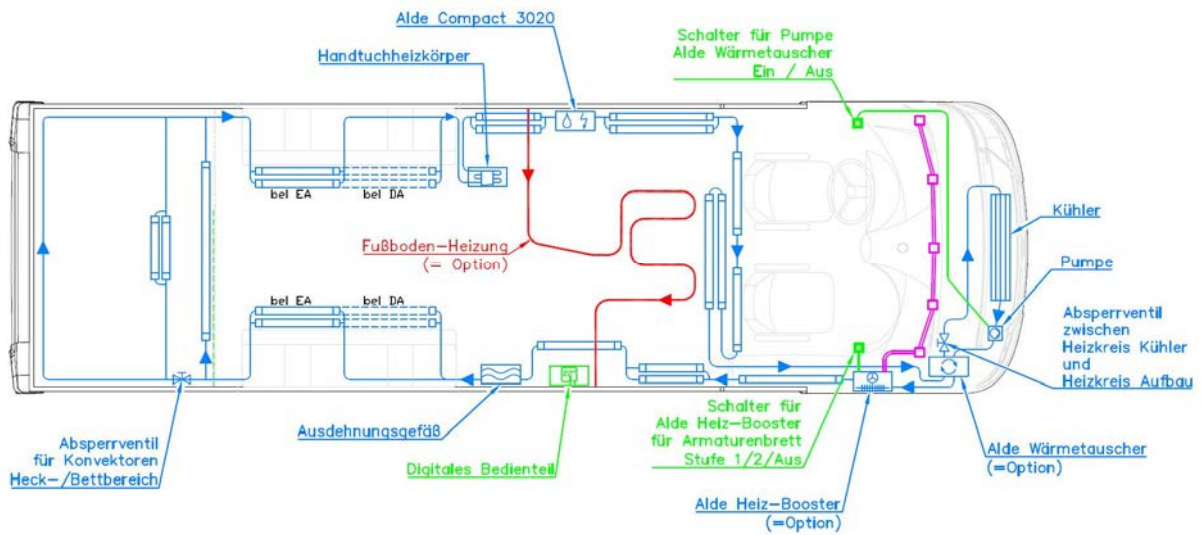 Alde Compact 3020
Handtuchheizkörper
Schalter für Pumpe
Alde Wärmetauscher
Ein / Aus
bei EA
bei DA
Fußboden-Heizung
(= Option)
Kühler
Pumpe
bei EA
bei DA
Absperrventil
zwischen
Heizkreis Kühler
und
Heizkreis Aufbau
Absperrventil
für Konvektoren
Heck-/Bettbereich
Ausdehnungsgefäß
Digitales Bedienteil
Schalter für
Alde Heiz-Booster
für Armaturenbrett
Stufe 1/2/Aus
Alde Wärmetauscher
(=Option)
Alde Heiz-Booster
(=Option)